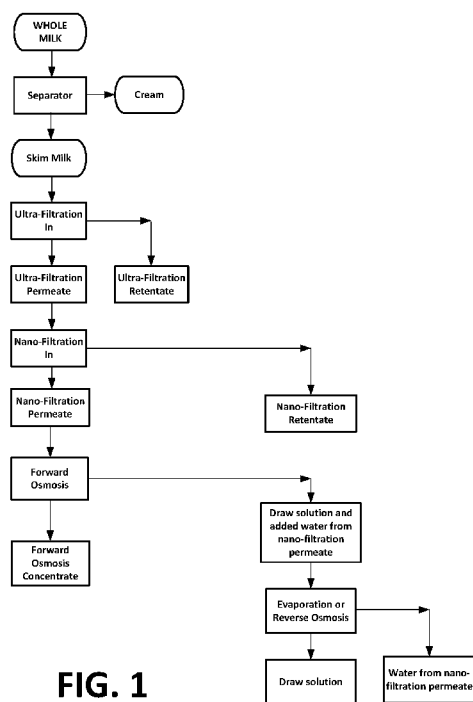 WHOLE
MILK
Separator
Cream
Skim Milk
Ultra-Filtration
In
Ultra-Filtration
Permeate
Ultra-Filtration
Retentate
Nano-Filtration
In
Nano-Filtration
Permeate
Nano-Filtration
Retentate
Forward
Osmosis
Draw solution and
added water from
nano-filtration
permeate
Forward
Osmosis
Concentrate
Evaporation or
Reverse Osmosis
Draw solution
Water from nano-
filtration permeate
FIG. 1